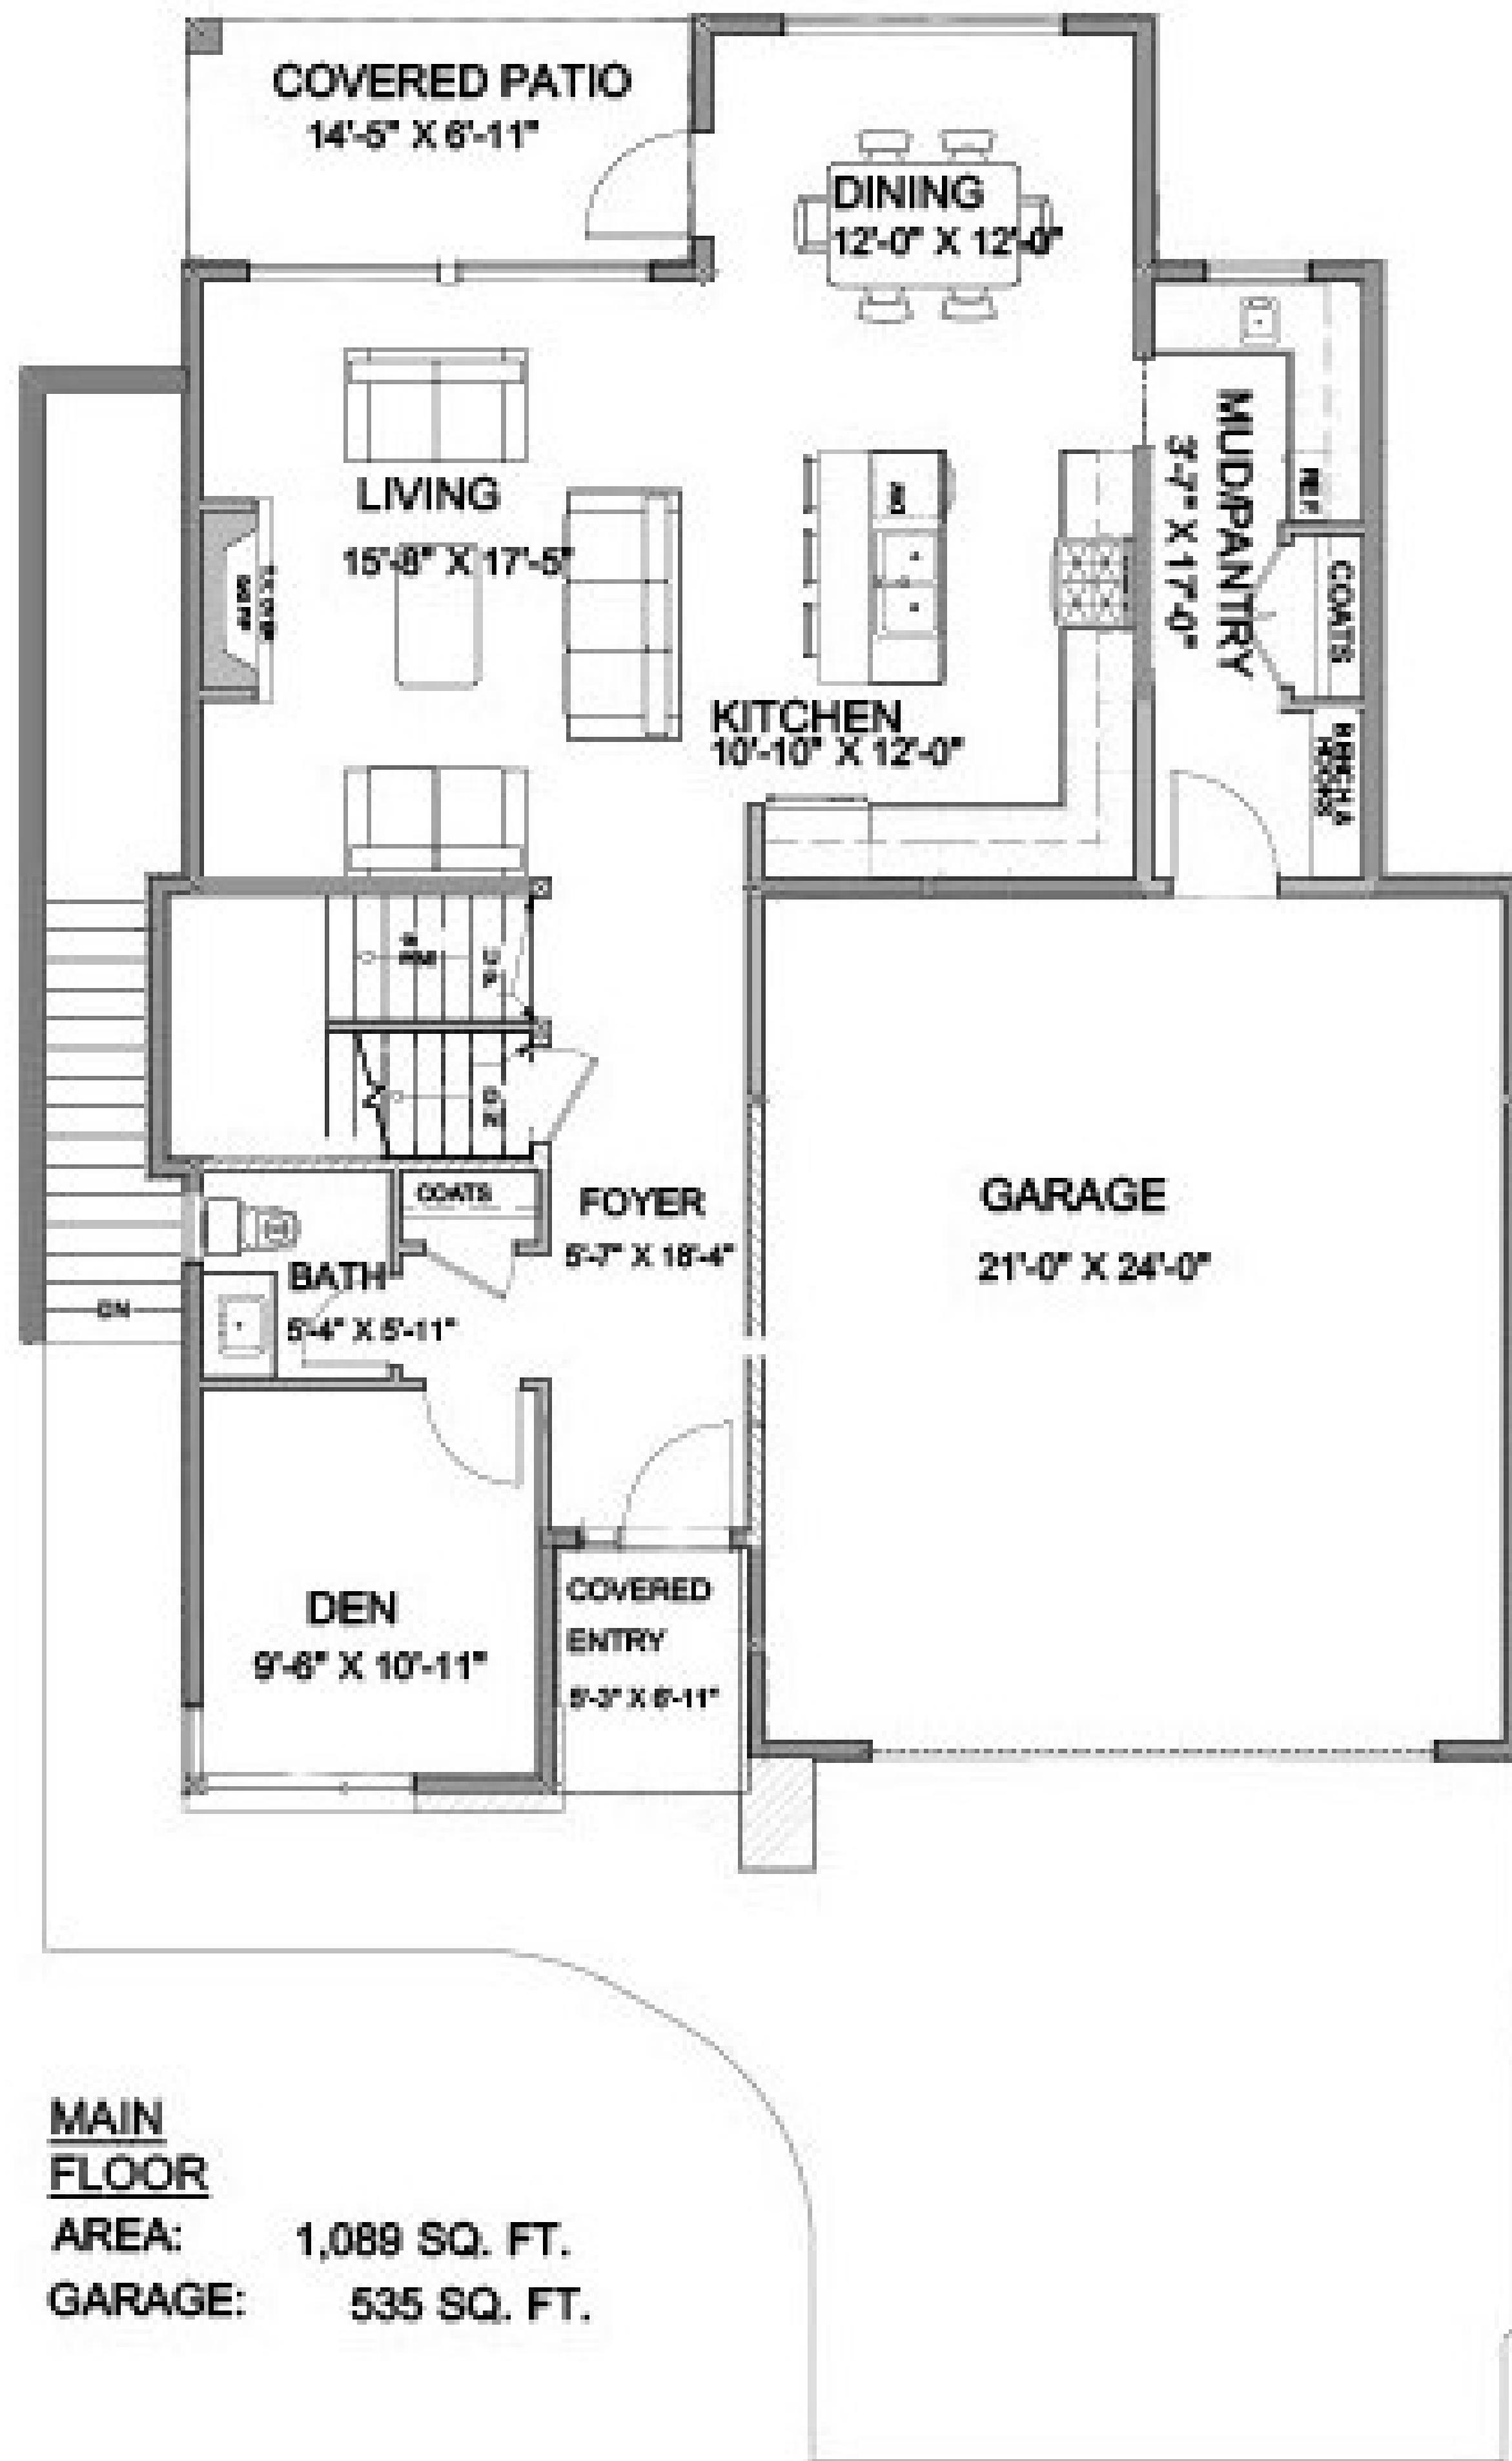 COVERED PATIO
14'-5" X 6'-11"
DINING
12'-0" X 12'-0"
MUD/PANTRY
3'-7" X 17'-0"
REF
COATS
LIVING
15'-8" X 17'-5"
DW
KITCHEN
10'-10" X 12'-0"
COATS
FOYER
5'-7" X 18'-4"
GARAGE
21'-0" X 24'-0"
BATH
5'-4" X 5'-11"
DN
DEN
9'-6" X 10'-11"
COVERED
ENTRY
5'-3" X 6'-11"
MAIN
FLOOR
AREA: 1,089 SQ. FT.
GARAGE: 535 SQ. FT.